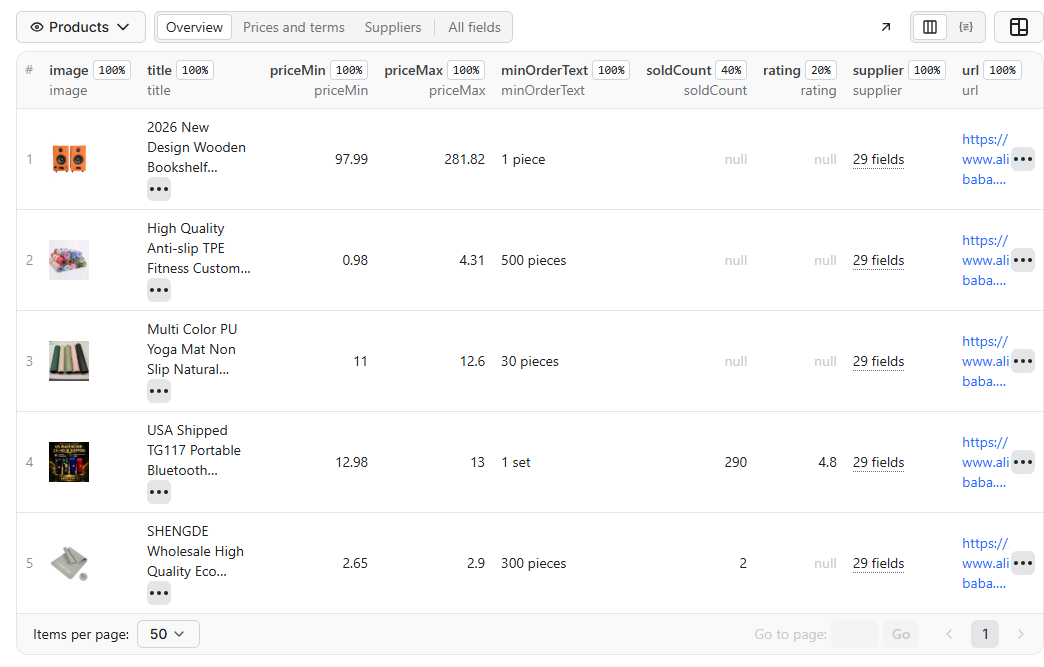 Products
Overview Prices and terms Suppliers All fields
# image 100% title 100% priceMin 100% priceMax 100% minOrderText 100% soldCount 40% rating 20% supplier 100% url 100%
image title priceMin priceMax minOrderText soldCount rating supplier url
1
2026 New
Design Wooden
Bookshelf...
97.99 281.82 1 piece null null 29 fields
https://
www.ali
baba....
2
High Quality
Anti-slip TPE
Fitness Custom...
0.98 4.31 500 pieces null null 29 fields
https://
www.ali
baba....
3
Multi Color PU
Yoga Mat Non
Slip Natural...
11 12.6 30 pieces null null 29 fields
https://
www.ali
baba....
4
USA Shipped
TG117 Portable
Bluetooth...
12.98 13 1 set 290 4.8 29 fields
https://
www.ali
baba....
5
SHENGDE
Wholesale High
Quality Eco...
2.65 2.9 300 pieces 2 null 29 fields
https://
www.ali
baba....
Items per page: 50 Go to page: Go 1